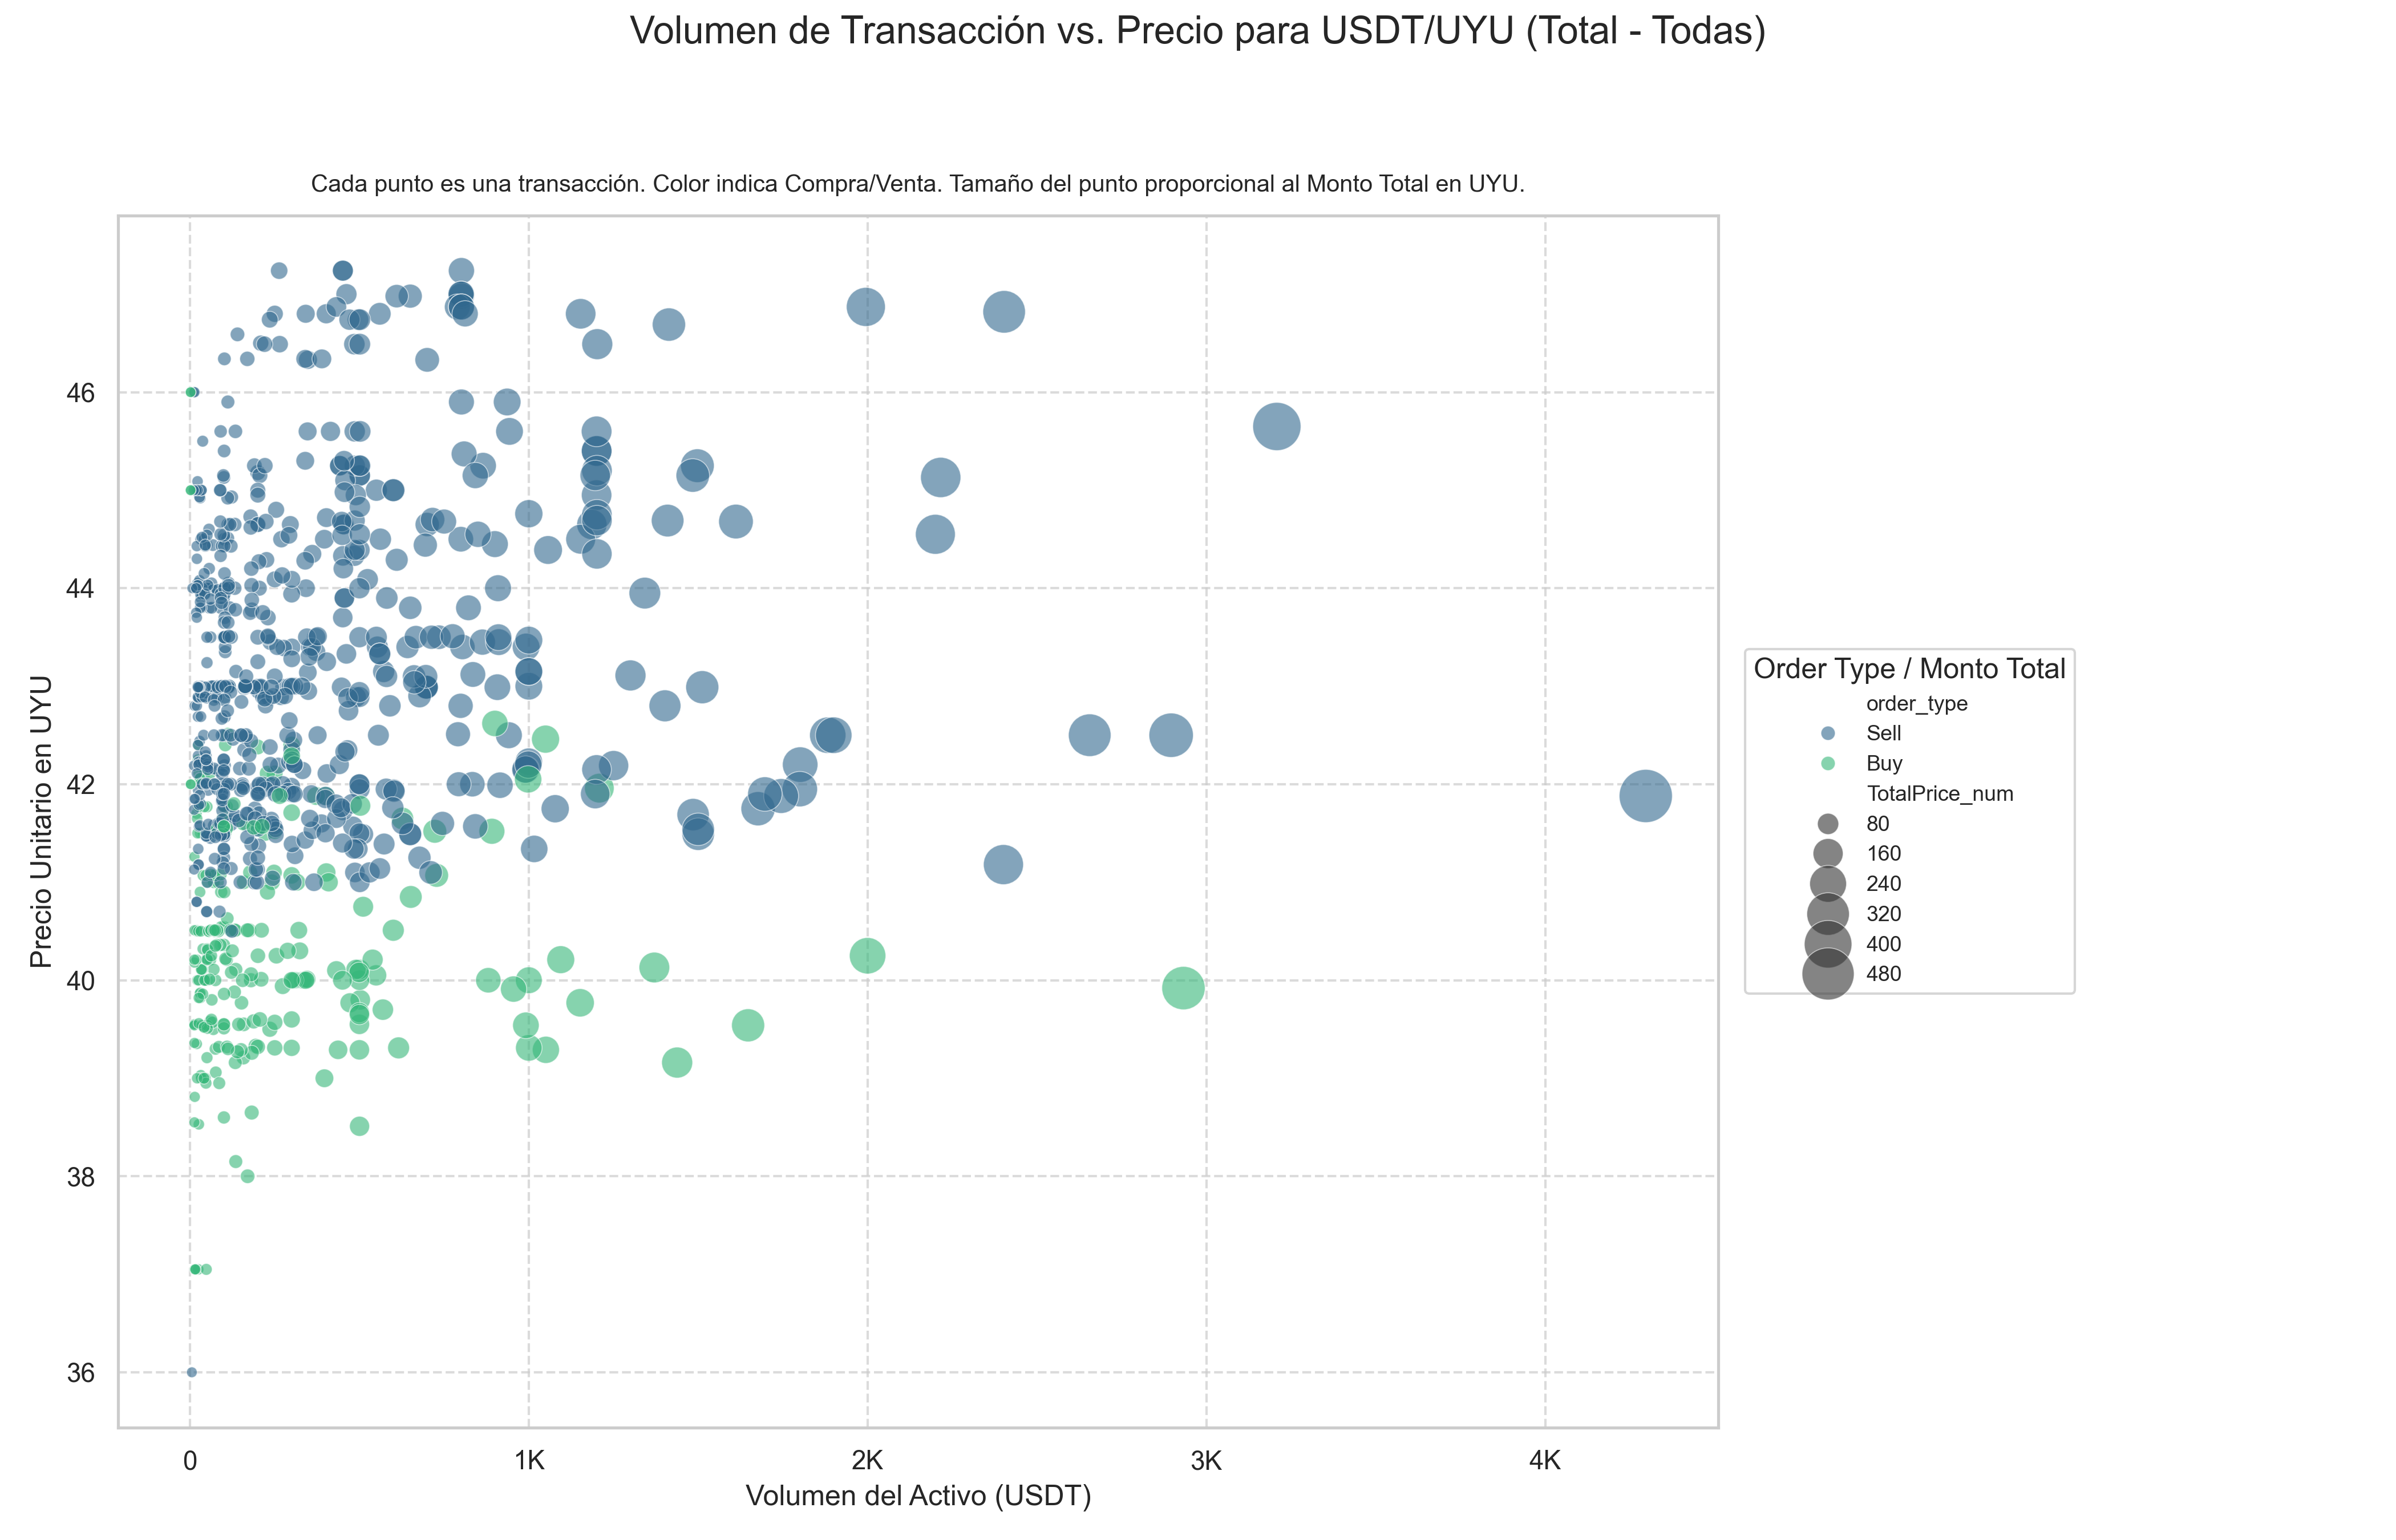 Volumen de Transacción vs. Precio para USDT/UYU (Total - Todas)
Cada punto es una transacción. Color indica Compra/Venta. Tamaño del punto proporcional al Monto Total en UYU.
Precio Unitario en UYU
46
44
42
40
38
36
0
1K
2K
3K
4K
Volumen del Activo (USDT)
Order Type / Monto Total
order_type
Sell
Buy
TotalPrice_num
80
160
240
320
400
480